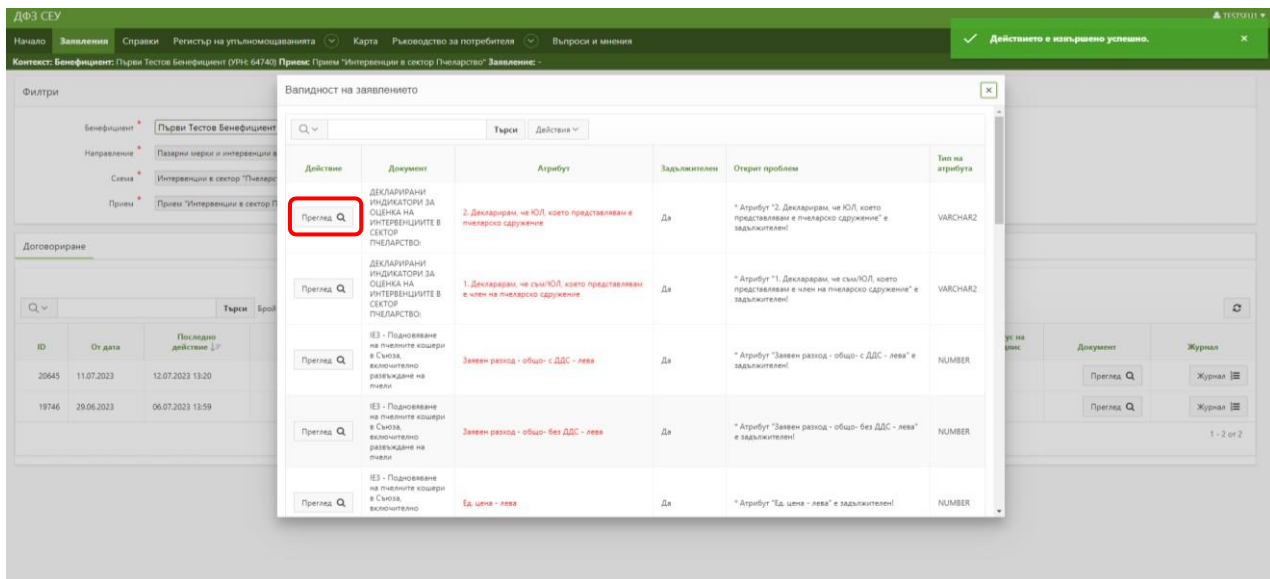 ДФЗ СЕУ
TESTSEU1
Начало Заявления Справки Регистър на упълномощаванията Карта Ръководство за потребителя Въпроси и мнения
Действието е извършено успешно.
Контекст: Бенефициент: Първи Тестов Бенефициент (УРН: 64740) Прием: Прием "Интервенции в сектор Пчеларство" Заявление: -
Филтри
Бенефициент * Първи Тестов Бенефициент
Направление * Пазарни мерки и интервенции в
Схема * Интервенции в сектор "Пчеларс
Прием * Прием "Интервенции в сектор П
Договориране
Търси Брой
ID От дата Последно действие Документ Журнал
20645 11.07.2023 12.07.2023 13:20 Преглед Журнал
19746 29.06.2023 06.07.2023 13:59 Преглед Журнал
1 - 2 от 2
Валидност на заявлението
Търси Действия
Действие Документ Атрибут Задължителен Открит проблем Тип на атрибута
Преглед
ДЕКЛАРИРАНИ
ИНДИКАТОРИ ЗА
ОЦЕНКА НА
ИНТЕРВЕНЦИИТЕ В
СЕКТОР
ПЧЕЛАРСТВО:
2. Декларирам, че ЮЛ, което представлявам е
пчеларско сдружение
Да
* Атрибут "2. Декларирам, че ЮЛ, което
представлявам е пчеларско сдружение" е
задължителен!
VARCHAR2
Преглед
ДЕКЛАРИРАНИ
ИНДИКАТОРИ ЗА
ОЦЕНКА НА
ИНТЕРВЕНЦИИТЕ В
СЕКТОР
ПЧЕЛАРСТВО:
1. Декларарам, че съм/ЮЛ, което представлявам
е член на пчеларско сдружение
Да
* Атрибут "1. Декларарам, че съм/ЮЛ, което
представлявам е член на пчеларско сдружение" е
задължителен!
VARCHAR2
Преглед
IE3 - Подновяване
на пчелните кошери
в Съюза,
включително
развъждане на
пчели
Заявен разход - общо- с ДДС - лева
Да
* Атрибут "Заявен разход - общо- с ДДС - лева" е
задължителен!
NUMBER
Преглед
IE3 - Подновяване
на пчелните кошери
в Съюза,
включително
развъждане на
пчели
Заявен разход - общо- без ДДС - лева
Да
* Атрибут "Заявен разход - общо- без ДДС - лева"
е задължителен!
NUMBER
Преглед
IE3 - Подновяване
на пчелните кошери
в Съюза,
включително
Ед. цена - лева
Да
* Атрибут "Ед. цена - лева" е задължителен!
NUMBER